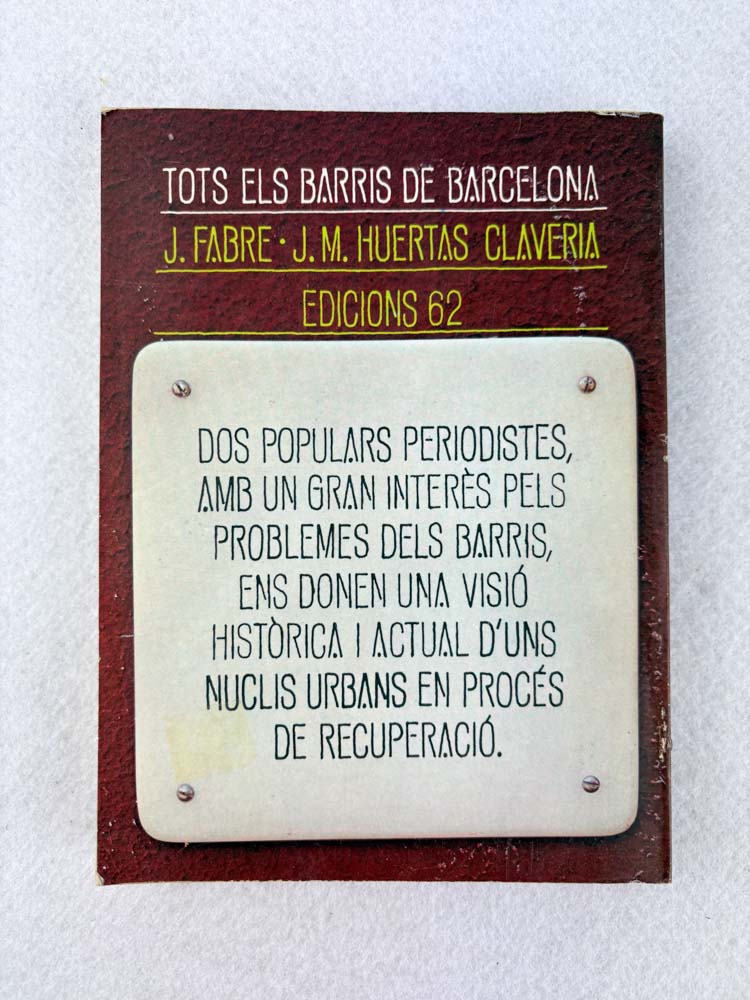 TOTS ELS BARRIS DE BARCELONA
J. FABRE · J. M. HUERTAS CLAVERIA
EDICIONS 62
DOS POPULARS PERIODISTES,
AMB UN GRAN INTERÈS PELS
PROBLEMES DELS BARRIS,
ENS DONEN UNA VISIÓ
HISTÒRICA I ACTUAL D'UNS
NUCLIS URBANS EN PROCÉS
DE RECUPERACIÓ.